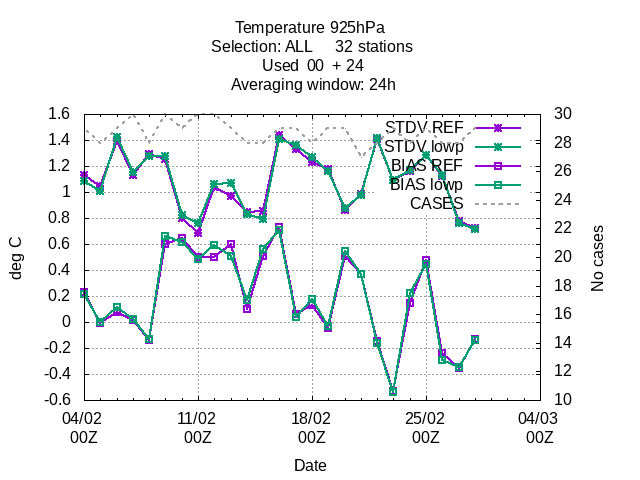 Temperature 925hPa
Selection: ALL 32 stations
Used 00 + 24
Averaging window: 24h
1.6
1.4
1.2
1
0.8
0.6
0.4
0.2
0
-0.2
-0.4
-0.6
deg C
30
28
26
24
22
20
18
16
14
12
10
No cases
STDV REF
STDV lowp
BIAS REF
BIAS lowp
CASES
04/02 11/02 18/02 25/02 04/03
00Z 00Z 00Z 00Z 00Z
Date